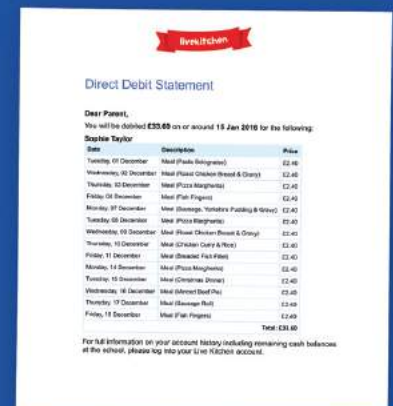 livekitchen
Direct Debit Statement
Dear Parent,
You will be debited £33.60 on or around 15 Jan 2016 for the following:
Sophie Taylor
Date Description Price
Tuesday, 01 December Meal (Pasta Bolognaise) £2.40
Wednesday, 02 December Meal (Roast Chicken Breast & Gravy) £2.40
Thursday, 03 December Meal (Pizza Margherita) £2.40
Friday, 04 December Meal (Fish Fingers) £2.40
Monday, 07 December Meal (Sausage, Yorkshire Pudding & Gravy) £2.40
Tuesday, 08 December Meal (Pizza Margherita) £2.40
Wednesday, 09 December Meal (Roast Chicken Breast & Gravy) £2.40
Thursday, 10 December Meal (Chicken Curry & Rice) £2.40
Friday, 11 December Meal (Breaded Fish Fillet) £2.40
Monday, 14 December Meal (Pizza Margherita) £2.40
Tuesday, 15 December Meal (Christmas Dinner) £2.40
Wednesday, 16 December Meal (Minced Beef Pie) £2.40
Thursday, 17 December Meal (Sausage Roll) £2.40
Friday, 18 December Meal (Fish Fingers) £2.40
Total: £33.60
For full information on your account history including remaining cash balances
at the school, please log into your Live Kitchen account.